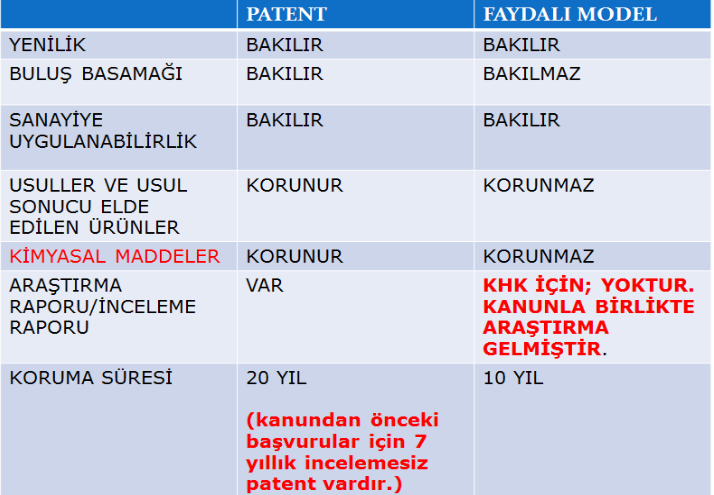 PATENT FAYDALI MODEL
YENİLİK BAKILIR BAKILIR
BULUŞ BASAMAĞI BAKILIR BAKILMAZ
SANAYİYE BAKILIR BAKILIR
UYGULANABİLİRLİK
USULLER VE USUL KORUNUR KORUNMAZ
SONUCU ELDE
EDİLEN ÜRÜNLER
KİMYASAL MADDELER KORUNUR KORUNMAZ
ARAŞTIRMA VAR KHK İÇİN; YOKTUR.
RAPORU/İNCELEME KANUNLA BİRLİKTE
RAPORU ARAŞTIRMA
GELMİŞTİR.
KORUMA SÜRESİ 20 YIL 10 YIL
(kanundan önceki
başvurular için 7
yıllık incelemesiz
patent vardır.)